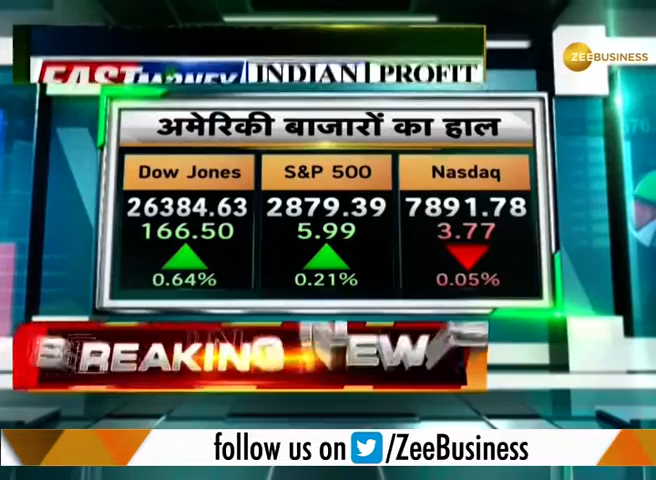 FAST MONEY INDIAN PROFIT
ZEEBUSINESS
अमेरिकी बाजारों का हाल
Dow Jones S&P 500 Nasdaq
26384.63 2879.39 7891.78
166.50 5.99 3.77
0.64% 0.21% 0.05%
BREAKING NEWS
follow us on /ZeeBusiness